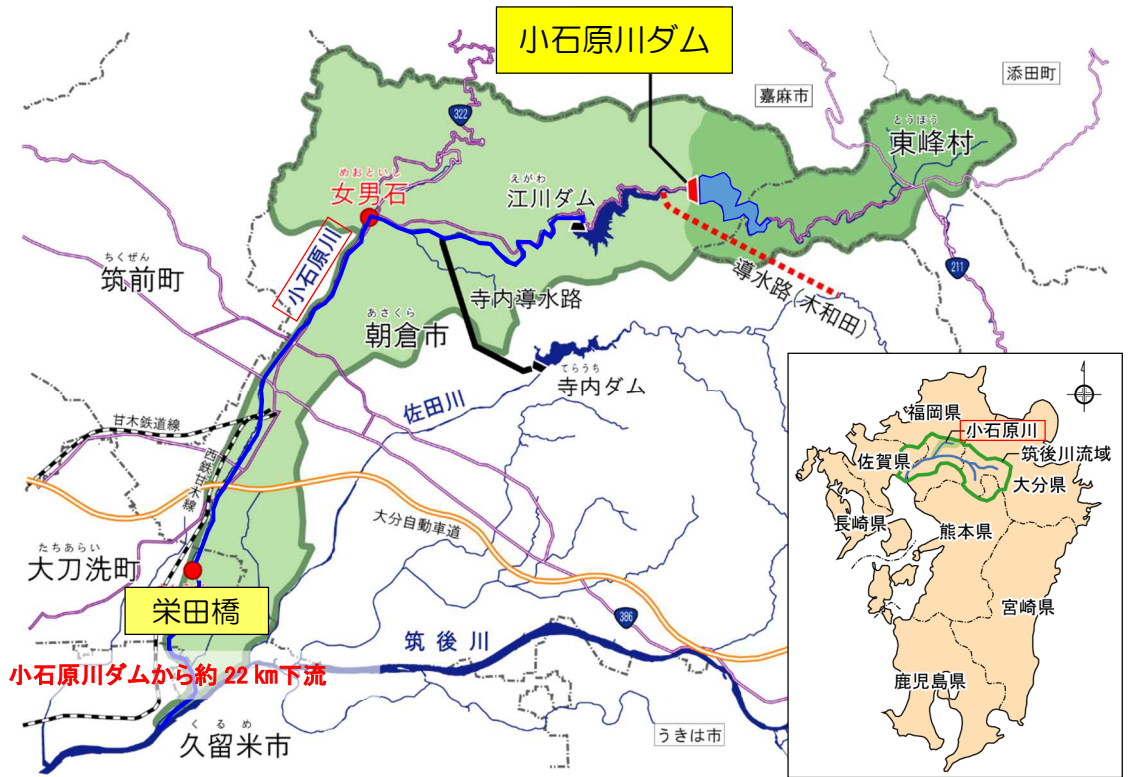 小石原川ダム
添田町
嘉麻市
322
とうほう
東峰村
めおといし
女男石
えがわ
江川ダム
小石原川
ちくぜん
筑前町
寺内導水路
導水路(木和田)
211
あさくら
朝倉市
てらうち
寺内ダム
佐田川
甘木鉄道線
西鉄甘木線
大分自動車道
たちあらい
大刀洗町
栄田橋
386
筑後川
小石原川ダムから約 22 km下流
くるめ
久留米市
うきは市
福岡県
小石原川
佐賀県
筑後川流域
大分県
長崎県
熊本県
宮崎県
鹿児島県